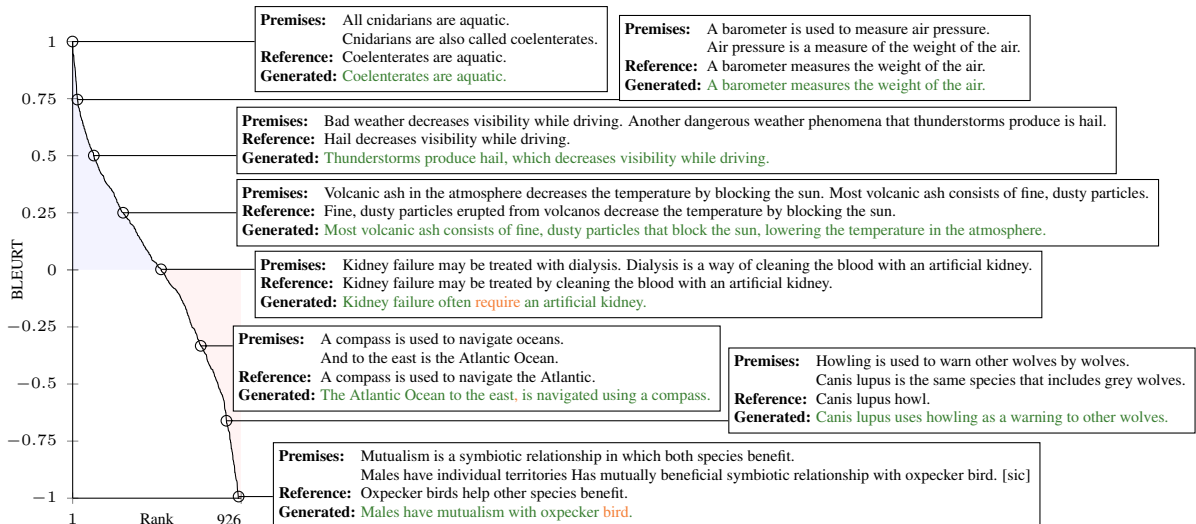 Premises: All cnidarians are aquatic.
Cnidarians are also called coelenterates.
Reference: Coelenterates are aquatic.
Generated: Coelenterates are aquatic.
Premises: A barometer is used to measure air pressure.
Air pressure is a measure of the weight of the air.
Reference: A barometer measures the weight of the air.
Generated: A barometer measures the weight of the air.
Premises: Bad weather decreases visibility while driving. Another dangerous weather phenomena that thunderstorms produce is hail.
Reference: Hail decreases visibility while driving.
Generated: Thunderstorms produce hail, which decreases visibility while driving.
Premises: Volcanic ash in the atmosphere decreases the temperature by blocking the sun. Most volcanic ash consists of fine, dusty particles.
Reference: Fine, dusty particles erupted from volcanos decrease the temperature by blocking the sun.
Generated: Most volcanic ash consists of fine, dusty particles that block the sun, lowering the temperature in the atmosphere.
Premises: Kidney failure may be treated with dialysis. Dialysis is a way of cleaning the blood with an artificial kidney.
Reference: Kidney failure may be treated by cleaning the blood with an artificial kidney.
Generated: Kidney failure often require an artificial kidney.
Premises: A compass is used to navigate oceans.
And to the east is the Atlantic Ocean.
Reference: A compass is used to navigate the Atlantic.
Generated: The Atlantic Ocean to the east, is navigated using a compass.
Premises: Howling is used to warn other wolves by wolves.
Canis lupus is the same species that includes grey wolves.
Reference: Canis lupus howl.
Generated: Canis lupus uses howling as a warning to other wolves.
Premises: Mutualism is a symbiotic relationship in which both species benefit.
Males have individual territories Has mutually beneficial symbiotic relationship with oxpecker bird. [sic]
Reference: Oxpecker birds help other species benefit.
Generated: Males have mutualism with oxpecker bird.
BLEURT
1
0.75
0.5
0.25
0
−0.25
−0.5
−0.75
−1
1 Rank 926